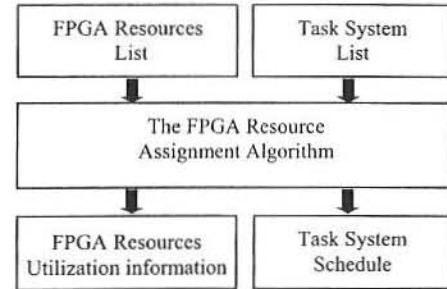 FPGA Resources
List
Task System
List
The FPGA Resource
Assignment Algorithm
FPGA Resources
Utilization information
Task System
Schedule